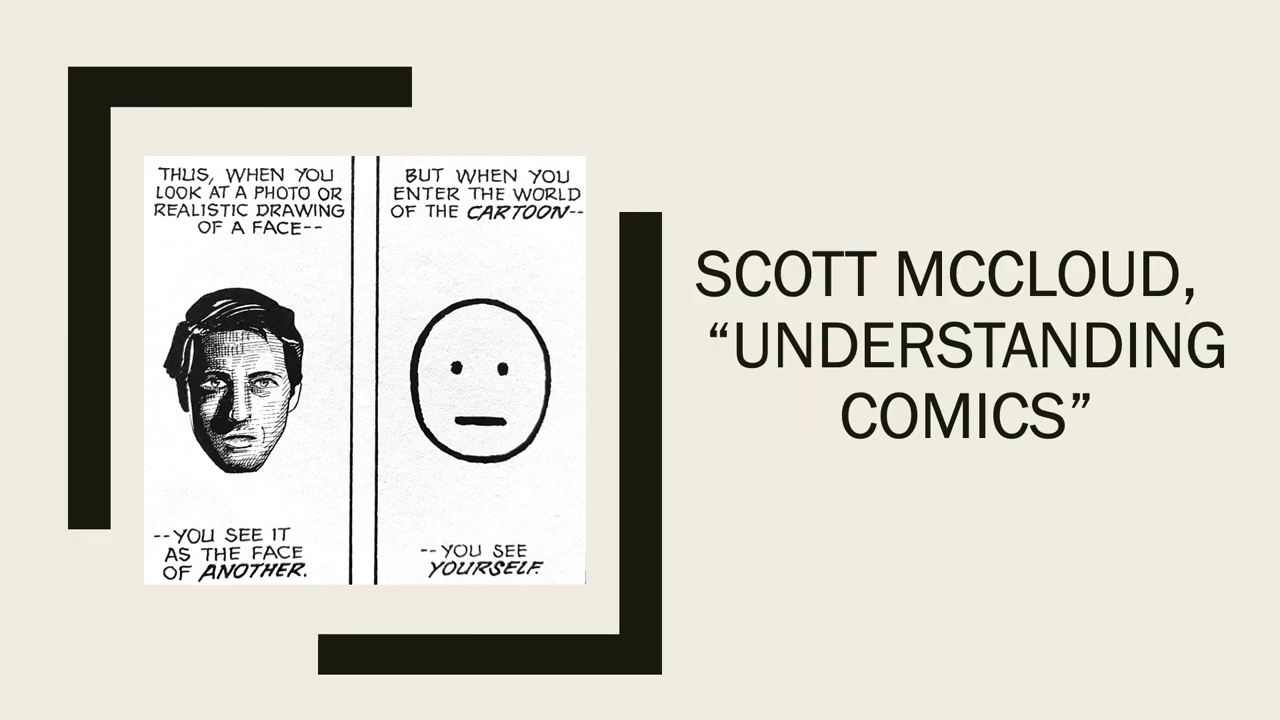 THUS, WHEN YOU
LOOK AT A PHOTO OR
REALISTIC DRAWING
OF A FACE--
--YOU SEE IT
AS THE FACE
OF ANOTHER.
BUT WHEN YOU
ENTER THE WORLD
OF THE CARTOON--
--YOU SEE
YOURSELF.
SCOTT MCCLOUD,
“UNDERSTANDING
COMICS”